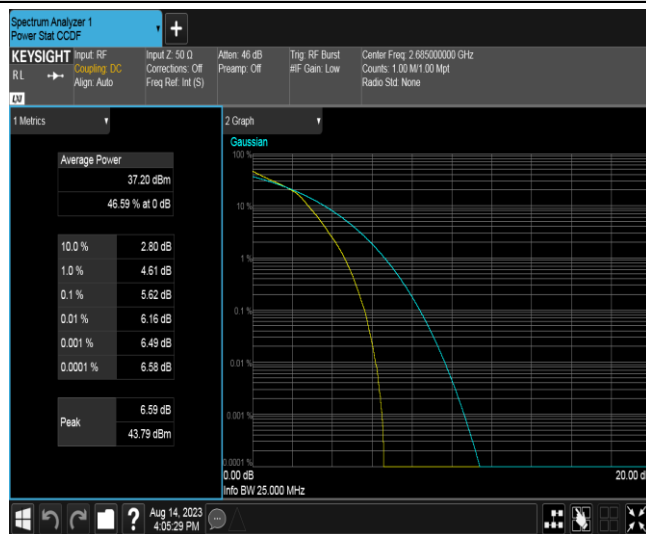 Spectrum Analyzer 1
Power Stat CCDF
KEYSIGHT Input: RF Input Z: 50 Ω Atten: 46 dB Trig: RF Burst Center Freq: 2.685000000 GHz
RL Coupling: DC Corrections: Off Preamp: Off #IF Gain: Low Counts: 1.00 M/1.00 Mpt
Align: Auto Freq Ref: Int (S) Radio Std: None
LXI
1 Metrics 2 Graph
Average Power
37.20 dBm
46.59 % at 0 dB
10.0 % 2.80 dB
1.0 % 4.61 dB
0.1 % 5.62 dB
0.01 % 6.16 dB
0.001 % 6.49 dB
0.0001 % 6.58 dB
Peak 6.59 dB
43.79 dBm
Gaussian
100 %
10 %
1 %
0.1 %
0.01 %
0.001 %
0.0001 %
0.00 dB 20.00 d
Info BW 25.000 MHz
? Aug 14, 2023
4:05:29 PM